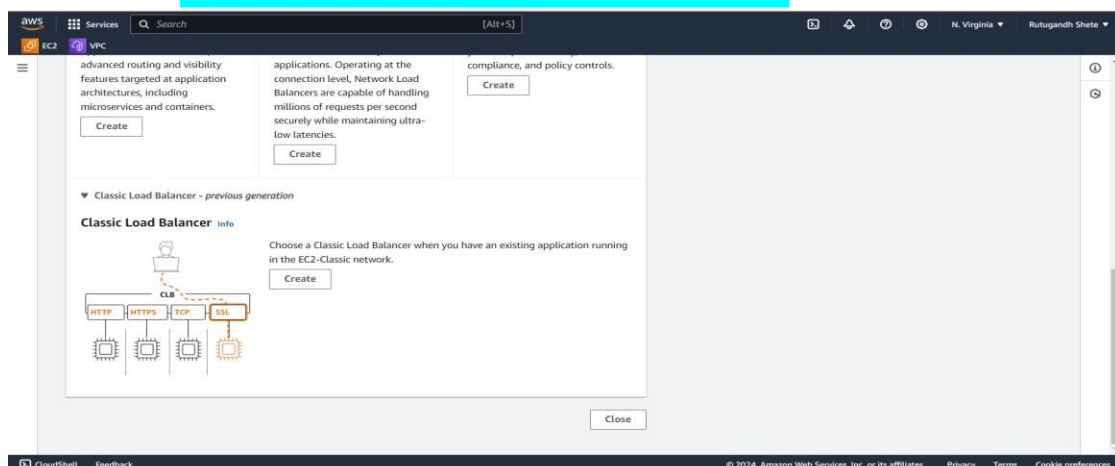 aws
Services
Search
[Alt+S]
N. Virginia ▼
Rutugandh Shete ▼
EC2
VPC
advanced routing and visibility
features targeted at application
architectures, including
microservices and containers.
Create
applications. Operating at the
connection level, Network Load
Balancers are capable of handling
millions of requests per second
securely while maintaining ultra-
low latencies.
Create
compliance, and policy controls.
Create
▼ Classic Load Balancer - previous generation
Classic Load Balancer Info
Choose a Classic Load Balancer when you have an existing application running
in the EC2-Classic network.
Create
CLB
HTTP
HTTPS
TCP
SSL
Close
CloudShell
Feedback
© 2024, Amazon Web Services, Inc. or its affiliates.
Privacy
Terms
Cookie preferences